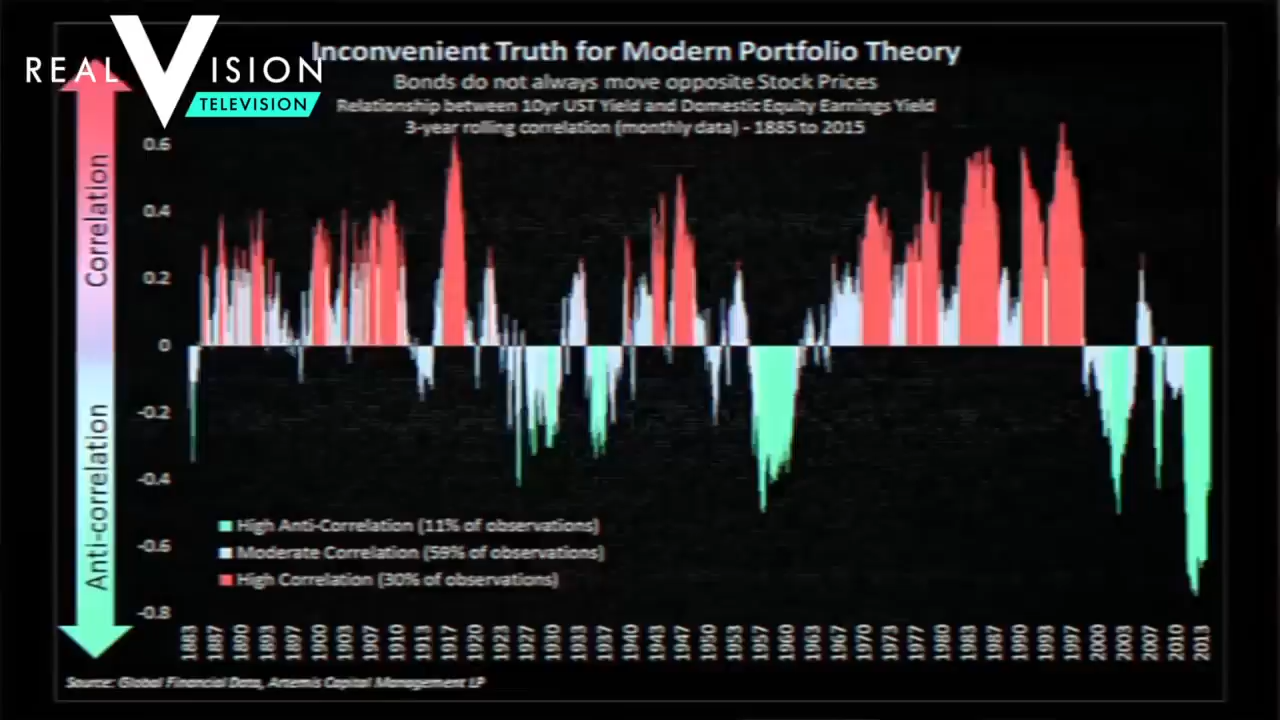 REAL VISION
TELEVISION
Inconvenient Truth for Modern Portfolio Theory
Bonds do not always move opposite Stock Prices
Relationship between 10yr UST Yield and Domestic Equity Earnings Yield
3-year rolling correlation (monthly data) - 1885 to 2015
Correlation
Anti-correlation
0.6
0.4
0.2
0
-0.2
-0.4
-0.6
-0.8
High Anti-Correlation (11% of observations)
Moderate Correlation (59% of observations)
High Correlation (30% of observations)
1883 1887 1890 1893 1897 1900 1903 1907 1910 1913 1917 1920 1923 1927 1930 1933 1937 1940 1943 1947 1950 1953 1957 1960 1963 1967 1970 1973 1977 1980 1983 1987 1990 1993 1997 2000 2003 2007 2010 2013
Source: Global Financial Data, Artemis Capital Management LP